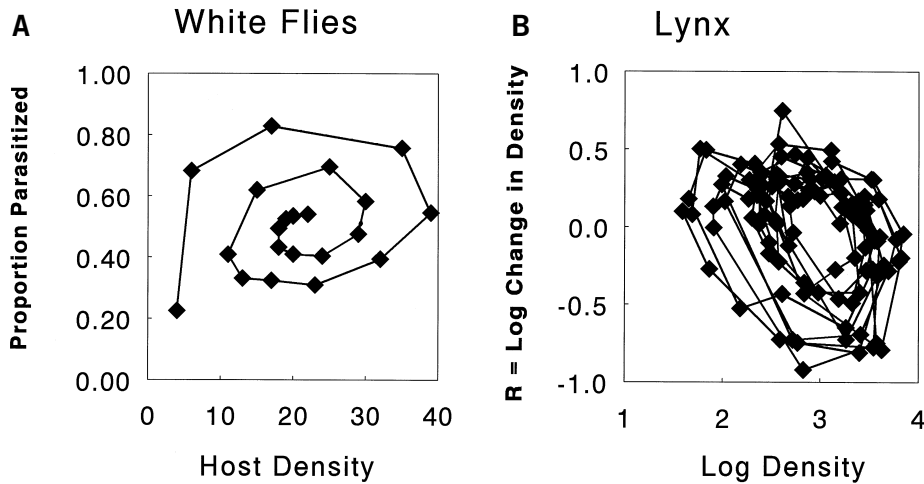 A
White Flies
Proportion Parasitized
1.00
0.80
0.60
0.40
0.20
0.00
0
10
20
30
40
Host Density
B
Lynx
R = Log Change in Density
1.0
0.5
0.0
-0.5
-1.0
1
2
3
4
Log Density